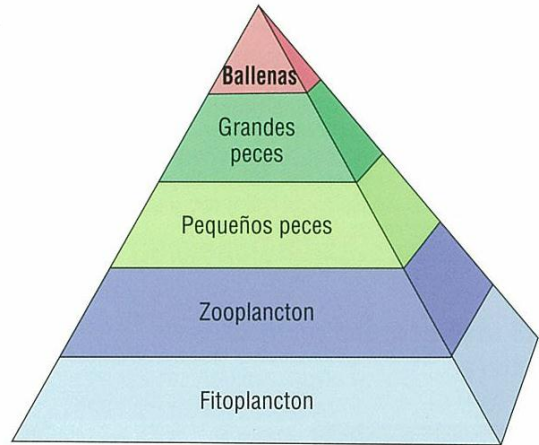 Ballenas
Grandes
peces
Pequeños peces
Zooplancton
Fitoplancton